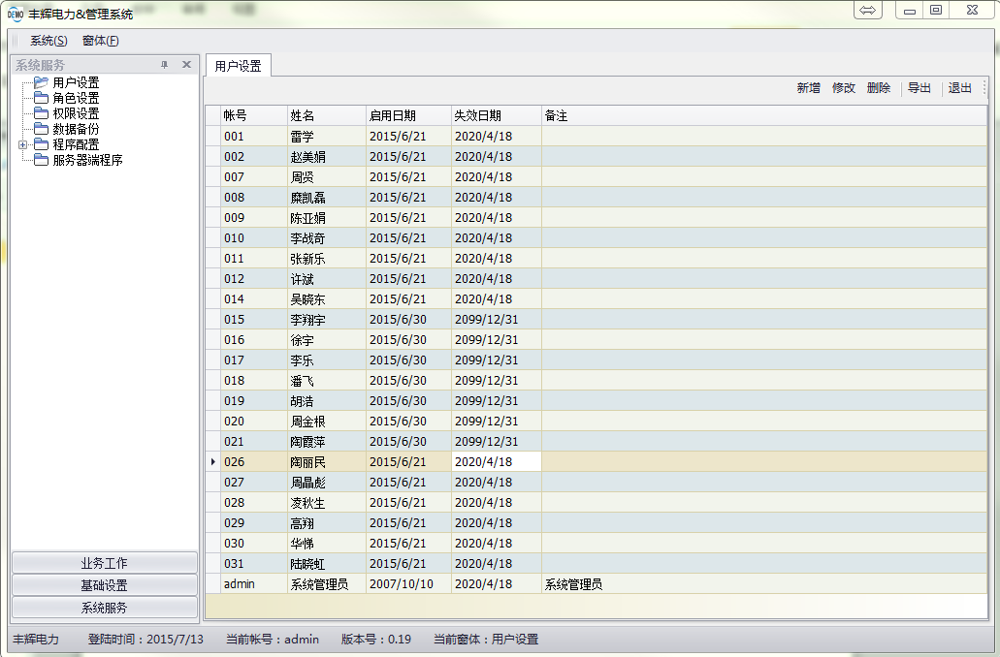 DEMO 丰辉电力&管理系统
系统(S) 窗体(F)
系统服务
用户设置
角色设置
权限设置
数据备份
程序配置
服务器端程序
业务工作
基础设置
系统服务
用户设置
新增 修改 删除 导出 退出
帐号 姓名 启用日期 失效日期 备注
001 雷学 2015/6/21 2020/4/18
002 赵美娟 2015/6/21 2020/4/18
007 周贤 2015/6/21 2020/4/18
008 糜凯磊 2015/6/21 2020/4/18
009 陈亚娟 2015/6/21 2020/4/18
010 李战奇 2015/6/21 2020/4/18
011 张新乐 2015/6/21 2020/4/18
012 许斌 2015/6/21 2020/4/18
014 吴晓东 2015/6/21 2020/4/18
015 李翔宇 2015/6/30 2099/12/31
016 徐宇 2015/6/30 2099/12/31
017 李乐 2015/6/30 2099/12/31
018 潘飞 2015/6/30 2099/12/31
019 胡浩 2015/6/30 2099/12/31
020 周金根 2015/6/30 2099/12/31
021 陶霞萍 2015/6/30 2099/12/31
026 陶丽民 2015/6/21 2020/4/18
027 周晶彪 2015/6/21 2020/4/18
028 凌秋生 2015/6/21 2020/4/18
029 高翔 2015/6/21 2020/4/18
030 华悌 2015/6/21 2020/4/18
031 陆晓虹 2015/6/21 2020/4/18
admin 系统管理员 2007/10/10 2020/4/18 系统管理员
丰辉电力 登陆时间：2015/7/13 当前帐号：admin 版本号：0.19 当前窗体：用户设置